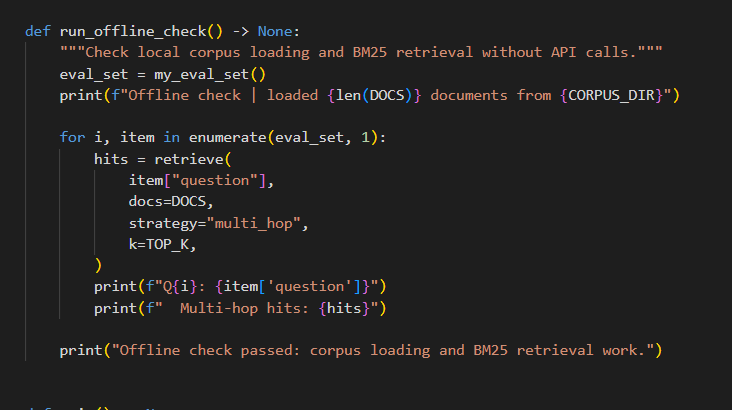 def run_offline_check() -> None:
    """Check local corpus loading and BM25 retrieval without API calls."""
    eval_set = my_eval_set()
    print(f"Offline check | loaded {len(DOCS)} documents from {CORPUS_DIR}")
    for i, item in enumerate(eval_set, 1):
        hits = retrieve(
            item["question"],
            docs=DOCS,
            strategy="multi_hop",
            k=TOP_K,
        )
        print(f"Q{i}: {item['question']}")
        print(f"  Multi-hop hits: {hits}")
    print("Offline check passed: corpus loading and BM25 retrieval work.")